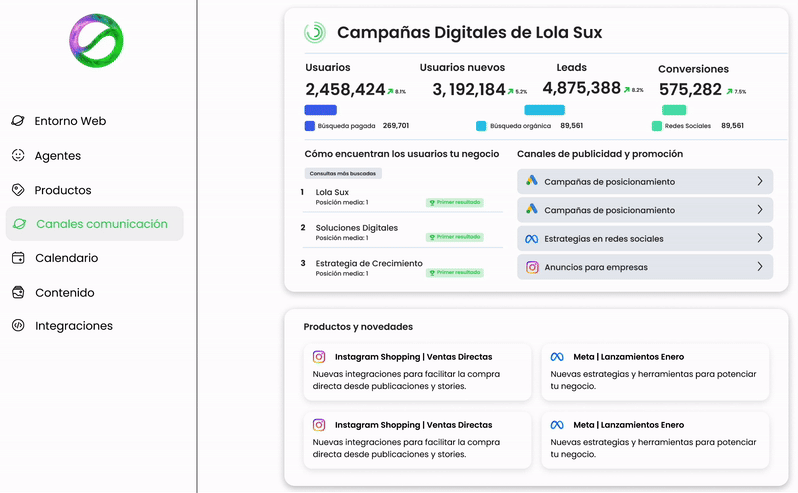 Entorno Web
Agentes
Productos
Canales comunicación
Calendario
Contenido
Integraciones
Campañas Digitales de Lola Sux
Usuarios
2,458,424 8.1%
Usuarios nuevos
3,192,184 5.2%
Leads
4,875,388 8.2%
Conversiones
575,282 7.5%
Búsqueda pagada 269,701
Búsqueda orgánica 89,561
Redes Sociales 89,561
Cómo encuentran los usuarios tu negocio
Consultas más buscadas
1 Lola Sux
Posición media: 1 Primer resultado
2 Soluciones Digitales
Posición media: 1 Primer resultado
3 Estrategia de Crecimiento
Posición media: 1 Primer resultado
Canales de publicidad y promoción
Campañas de posicionamiento
Campañas de posicionamiento
Estrategias en redes sociales
Anuncios para empresas
Productos y novedades
Instagram Shopping | Ventas Directas
Nuevas integraciones para facilitar la compra
directa desde publicaciones y stories.
Meta | Lanzamientos Enero
Nuevas estrategias y herramientas para potenciar
tu negocio.
Instagram Shopping | Ventas Directas
Nuevas integraciones para facilitar la compra
directa desde publicaciones y stories.
Meta | Lanzamientos Enero
Nuevas estrategias y herramientas para potenciar
tu negocio.